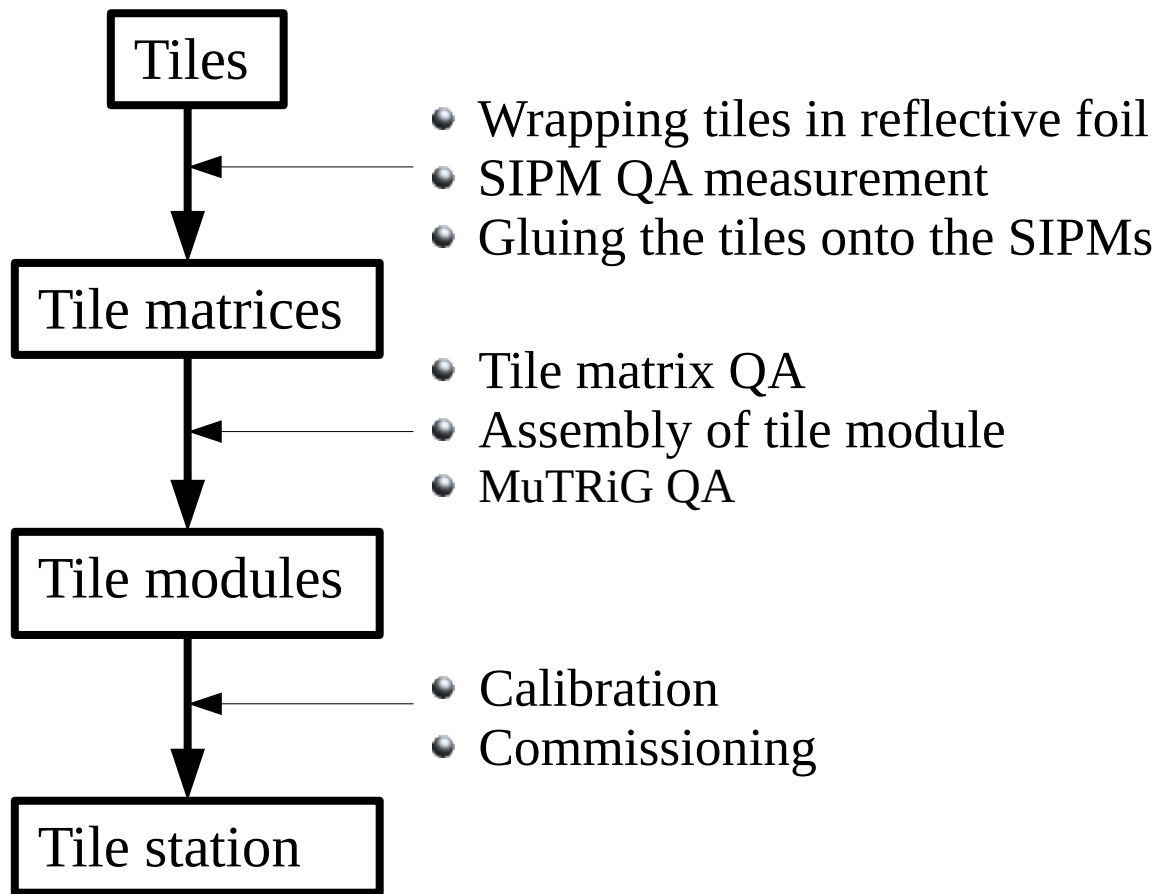 Tiles
Wrapping tiles in reflective foil
SIPM QA measurement
Gluing the tiles onto the SIPMs
Tile matrices
Tile matrix QA
Assembly of tile module
MuTRiG QA
Tile modules
Calibration
Commissioning
Tile station